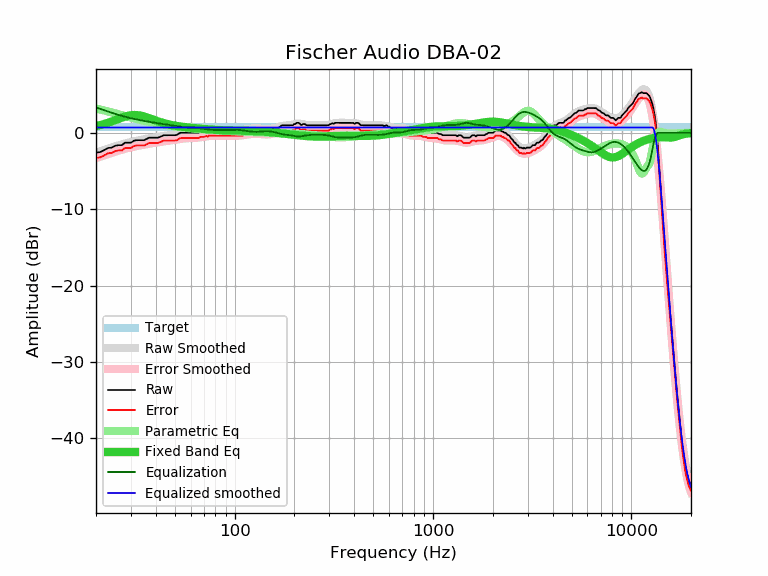 Fischer Audio DBA-02
Amplitude (dBr)
0
−10
−20
−30
−40
Target
Raw Smoothed
Error Smoothed
Raw
Error
Parametric Eq
Fixed Band Eq
Equalization
Equalized smoothed
100
1000
10000
Frequency (Hz)